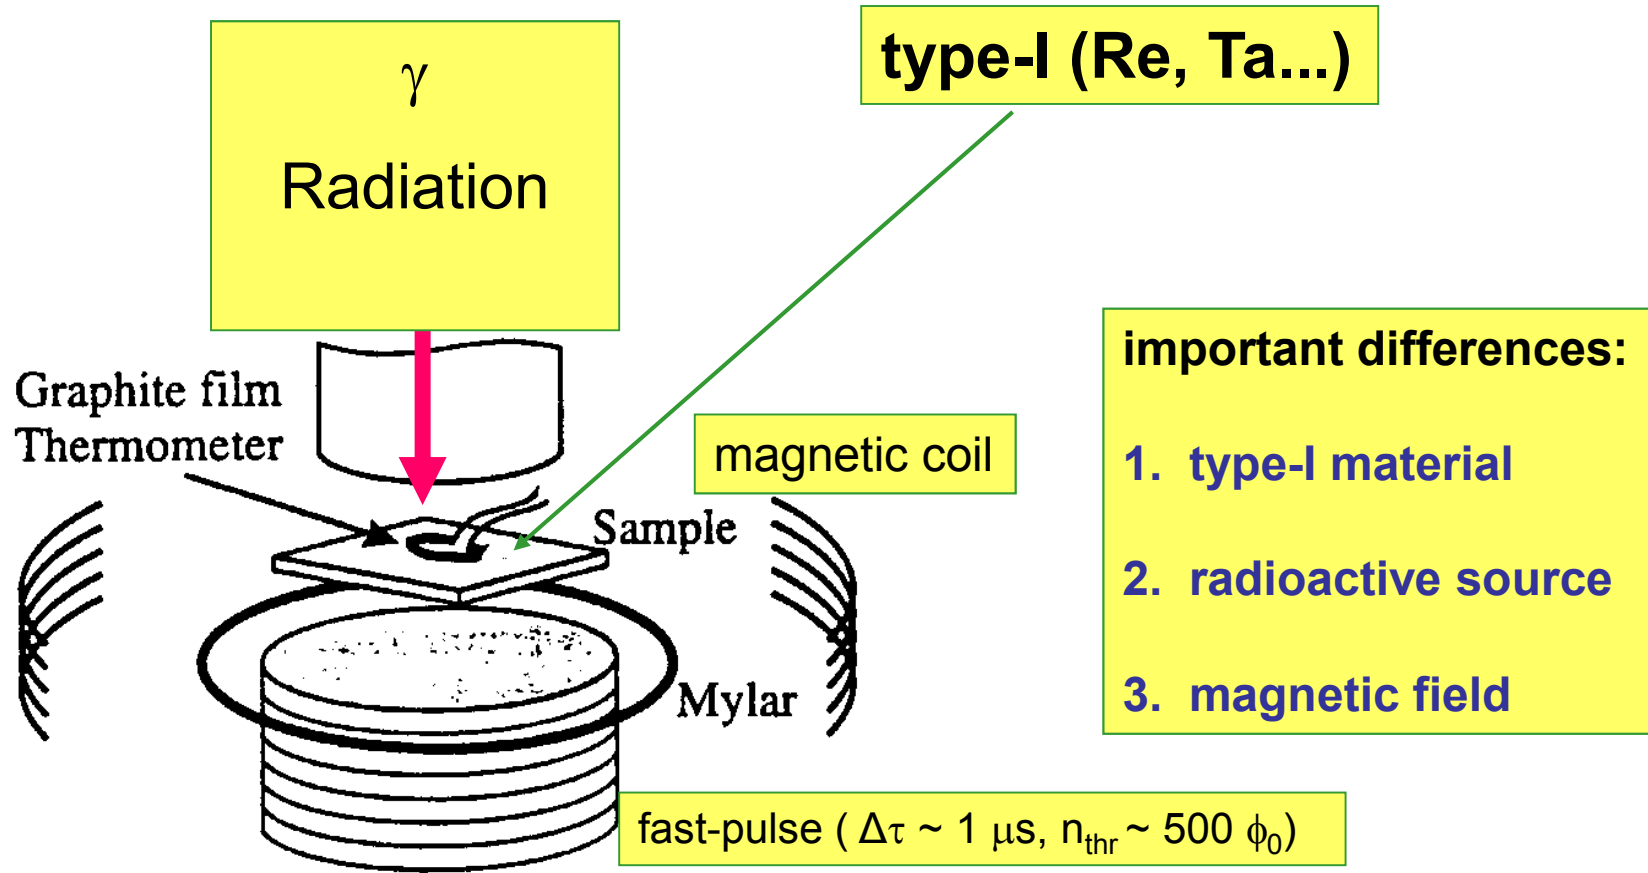 γ
Radiation
type-I (Re, Ta...)
Graphite film
Thermometer
magnetic coil
Sample
Mylar
important differences:
1. type-I material
2. radioactive source
3. magnetic field
fast-pulse ( Δτ ~ 1 μs, nthr ~ 500 ϕ0)